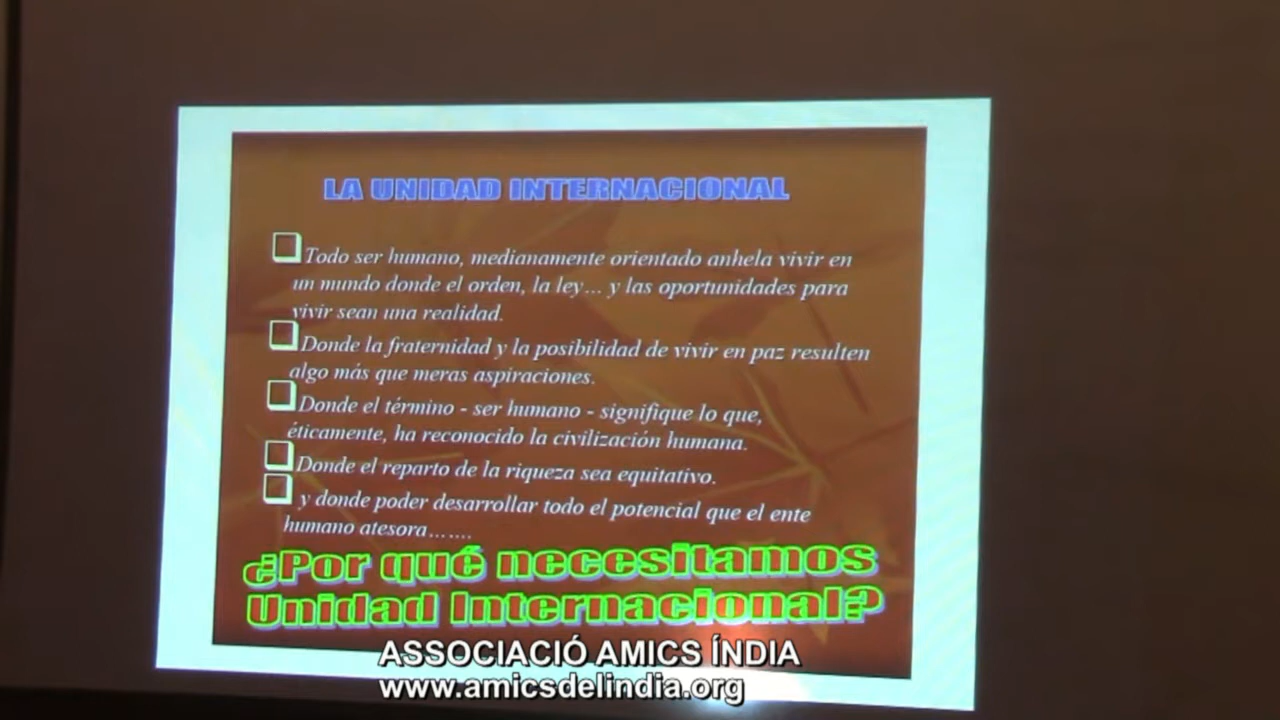 LA UNIDAD INTERNACIONAL
Todo ser humano, medianamente orientado anhela vivir en
un mundo donde el orden, la ley... y las oportunidades para
vivir sean una realidad.
Donde la fraternidad y la posibilidad de vivir en paz resulten
algo más que meras aspiraciones.
Donde el término - ser humano - signifique lo que,
éticamente, ha reconocido la civilización humana.
Donde el reparto de la riqueza sea equitativo.
y donde poder desarrollar todo el potencial que el ente
humano atesora.......
¿Por qué necesitamos
Unidad Internacional?
ASSOCIACIÓ AMICS ÍNDIA
www.amicsdelindia.org